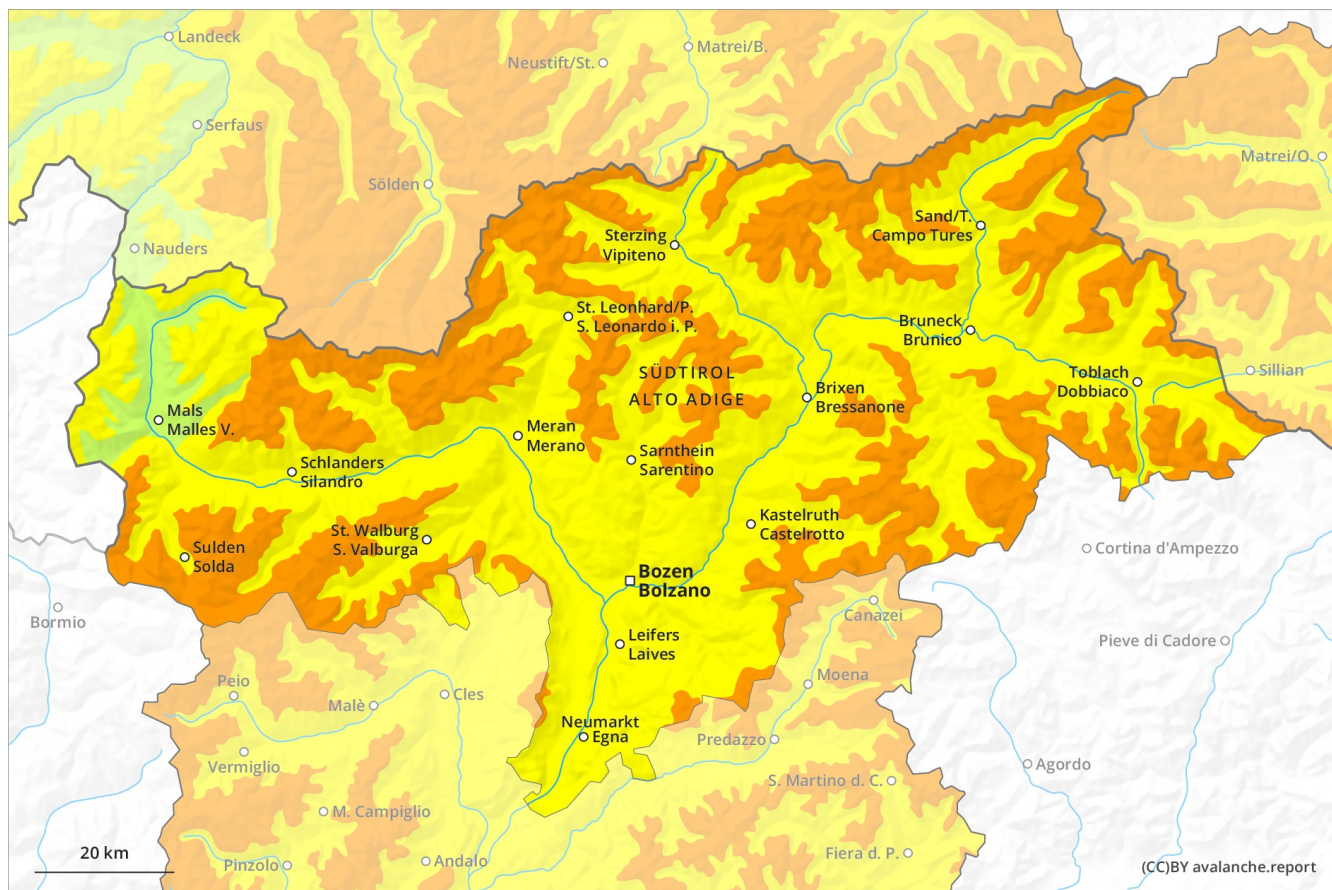 Landeck
Matrei/B.
Neustift/St.
Serfaus
Matrei/O.
Sölden
Nauders
Sand/T.
Campo Tures
Sterzing
Vipiteno
St. Leonhard/P.
S. Leonardo i. P.
Bruneck
Brunico
SÜDTIROL
ALTO ADIGE
Toblach
Dobbiaco
Sillian
Brixen
Bressanone
Mals
Malles V.
Meran
Merano
Schlanders
Silandro
Sarnthein
Sarentino
Kastelruth
Castelrotto
St. Walburg
S. Valburga
Sulden
Solda
Cortina d'Ampezzo
Bozen
Bolzano
Bormio
Canazei
Leifers
Laives
Pieve di Cadore
Peio
Moena
Malè
Cles
Neumarkt
Egna
Predazzo
Vermiglio
Agordo
S. Martino d. C.
M. Campiglio
20 km
Pinzolo
Andalo
Fiera d. P.
(CC)BY avalanche.report